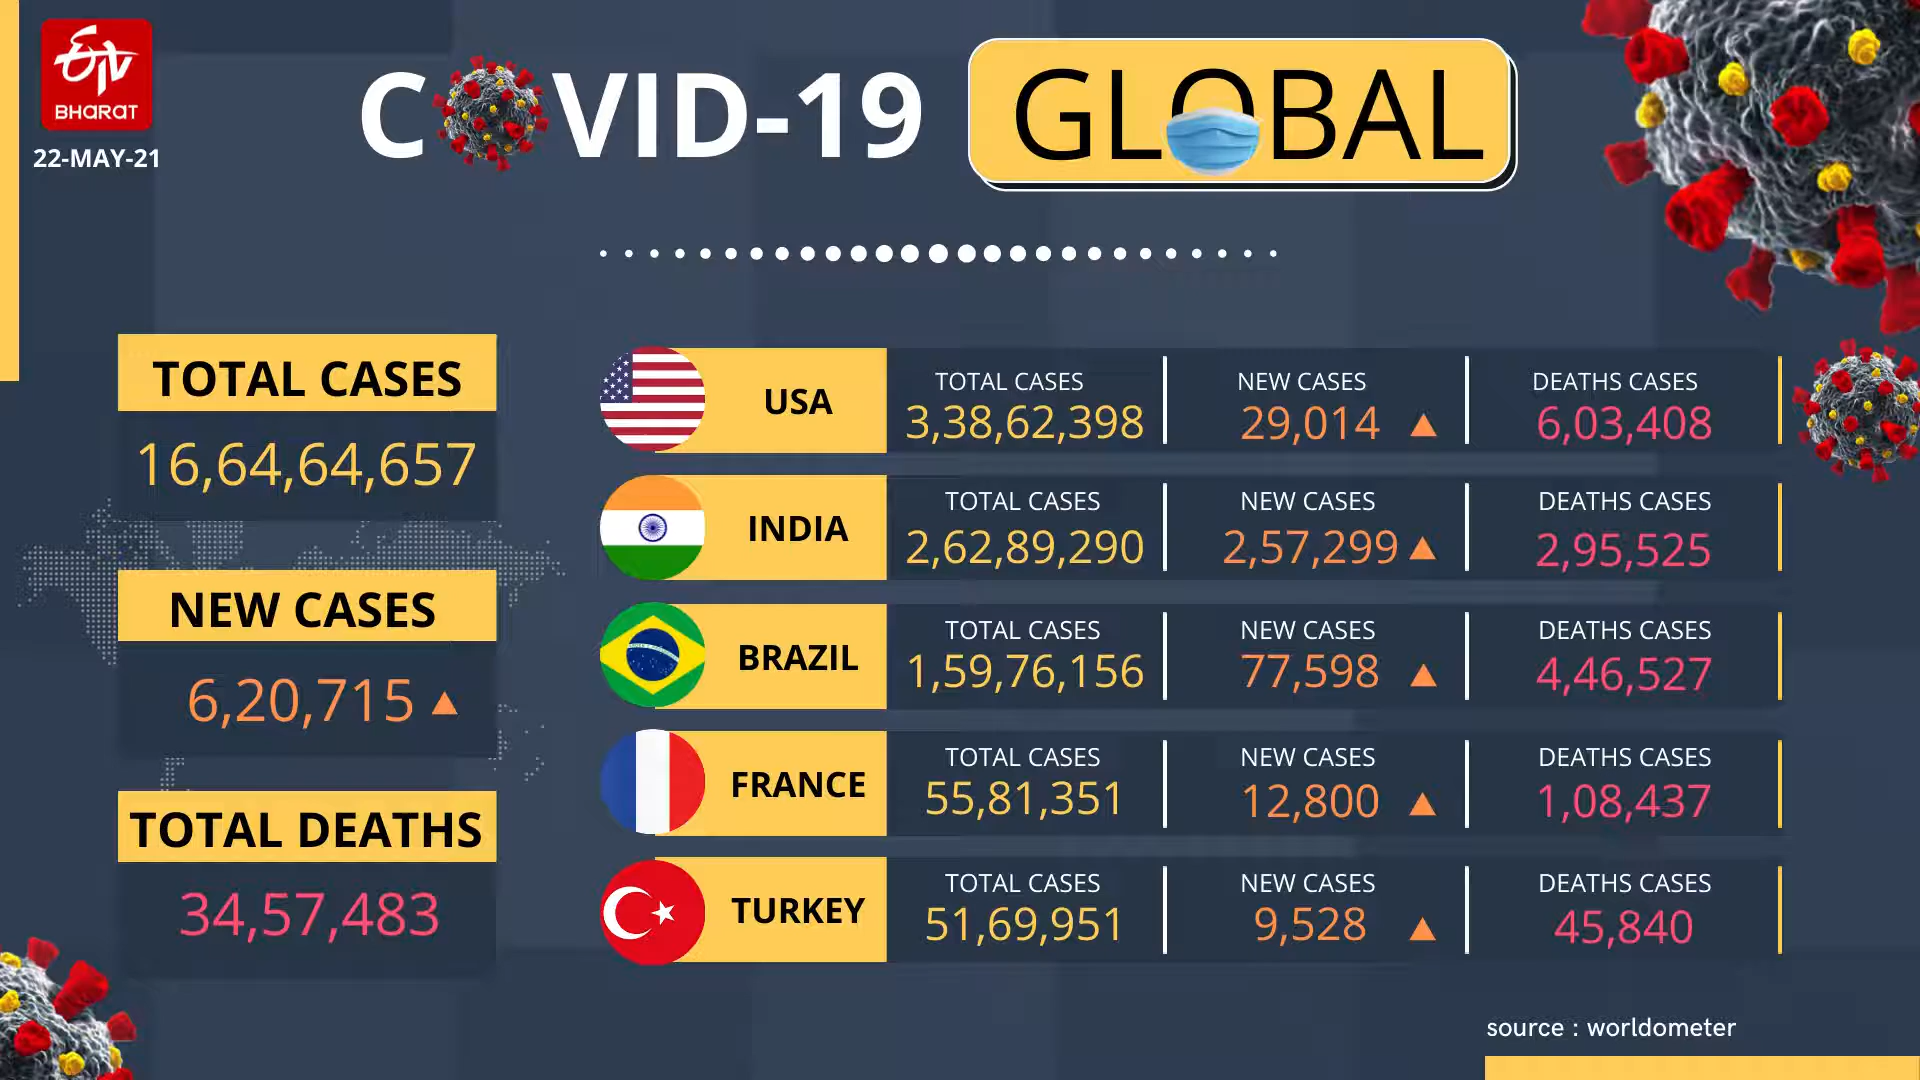 ETV
BHARAT
22-MAY-21
COVID-19 GLOBAL
TOTAL CASES
16,64,64,657
NEW CASES
6,20,715
TOTAL DEATHS
34,57,483
USA
TOTAL CASES
3,38,62,398
NEW CASES
29,014
DEATHS CASES
6,03,408
INDIA
TOTAL CASES
2,62,89,290
NEW CASES
2,57,299
DEATHS CASES
2,95,525
BRAZIL
TOTAL CASES
1,59,76,156
NEW CASES
77,598
DEATHS CASES
4,46,527
FRANCE
TOTAL CASES
55,81,351
NEW CASES
12,800
DEATHS CASES
1,08,437
TURKEY
TOTAL CASES
51,69,951
NEW CASES
9,528
DEATHS CASES
45,840
source : worldometer